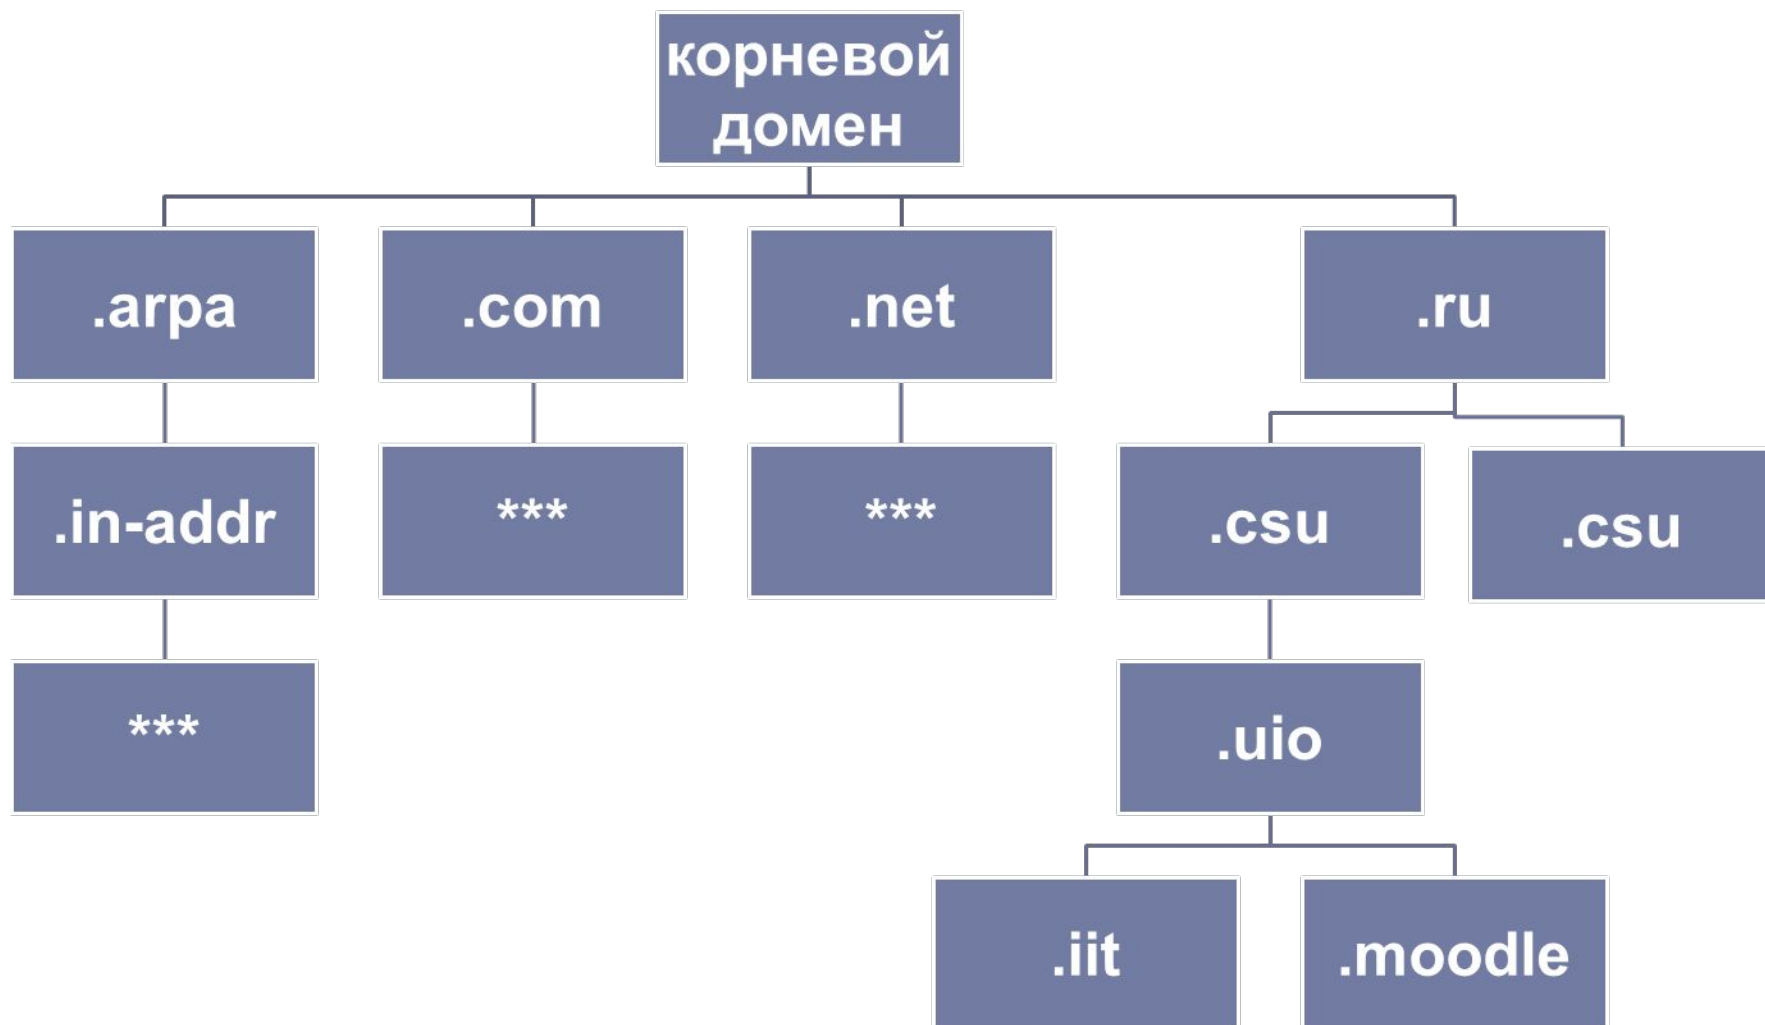 корневой
домен
.arpa
.com
.net
.ru
.in-addr
***
***
.csu
.csu
***
.uio
.iit
.moodle